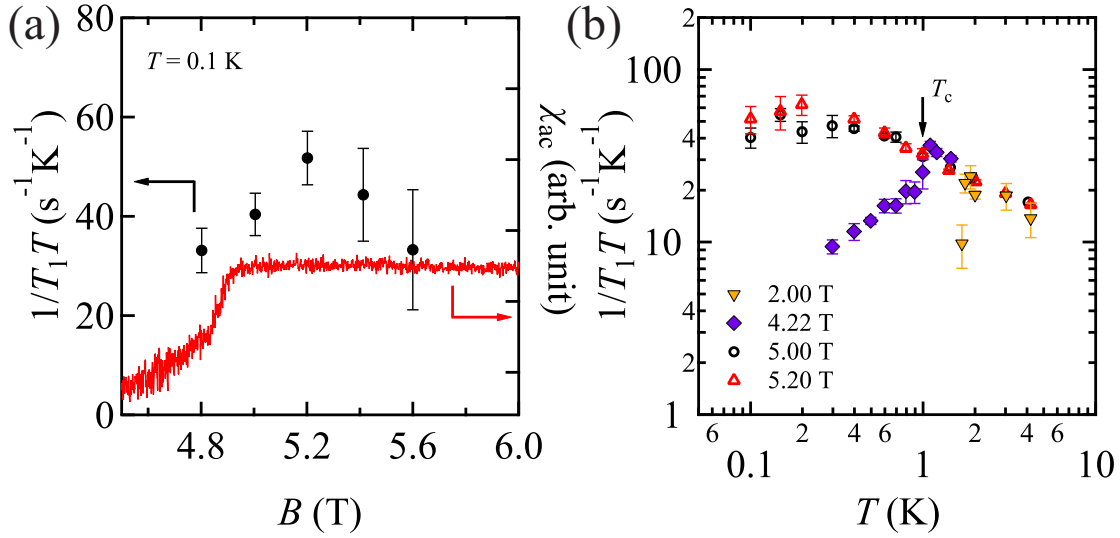 (a)
80
60
40
20
0
T = 0.1 K
1/T₁T (s⁻¹K⁻¹)
χac (arb. unit)
4.8 5.2 5.6 6.0
B (T)
(b)
2
100
4
2
10
4
2
1
1/T₁T (s⁻¹K⁻¹)
Tc
2.00 T
4.22 T
5.00 T
5.20 T
6 2 4 6 2 4 6
0.1 1 10
T (K)